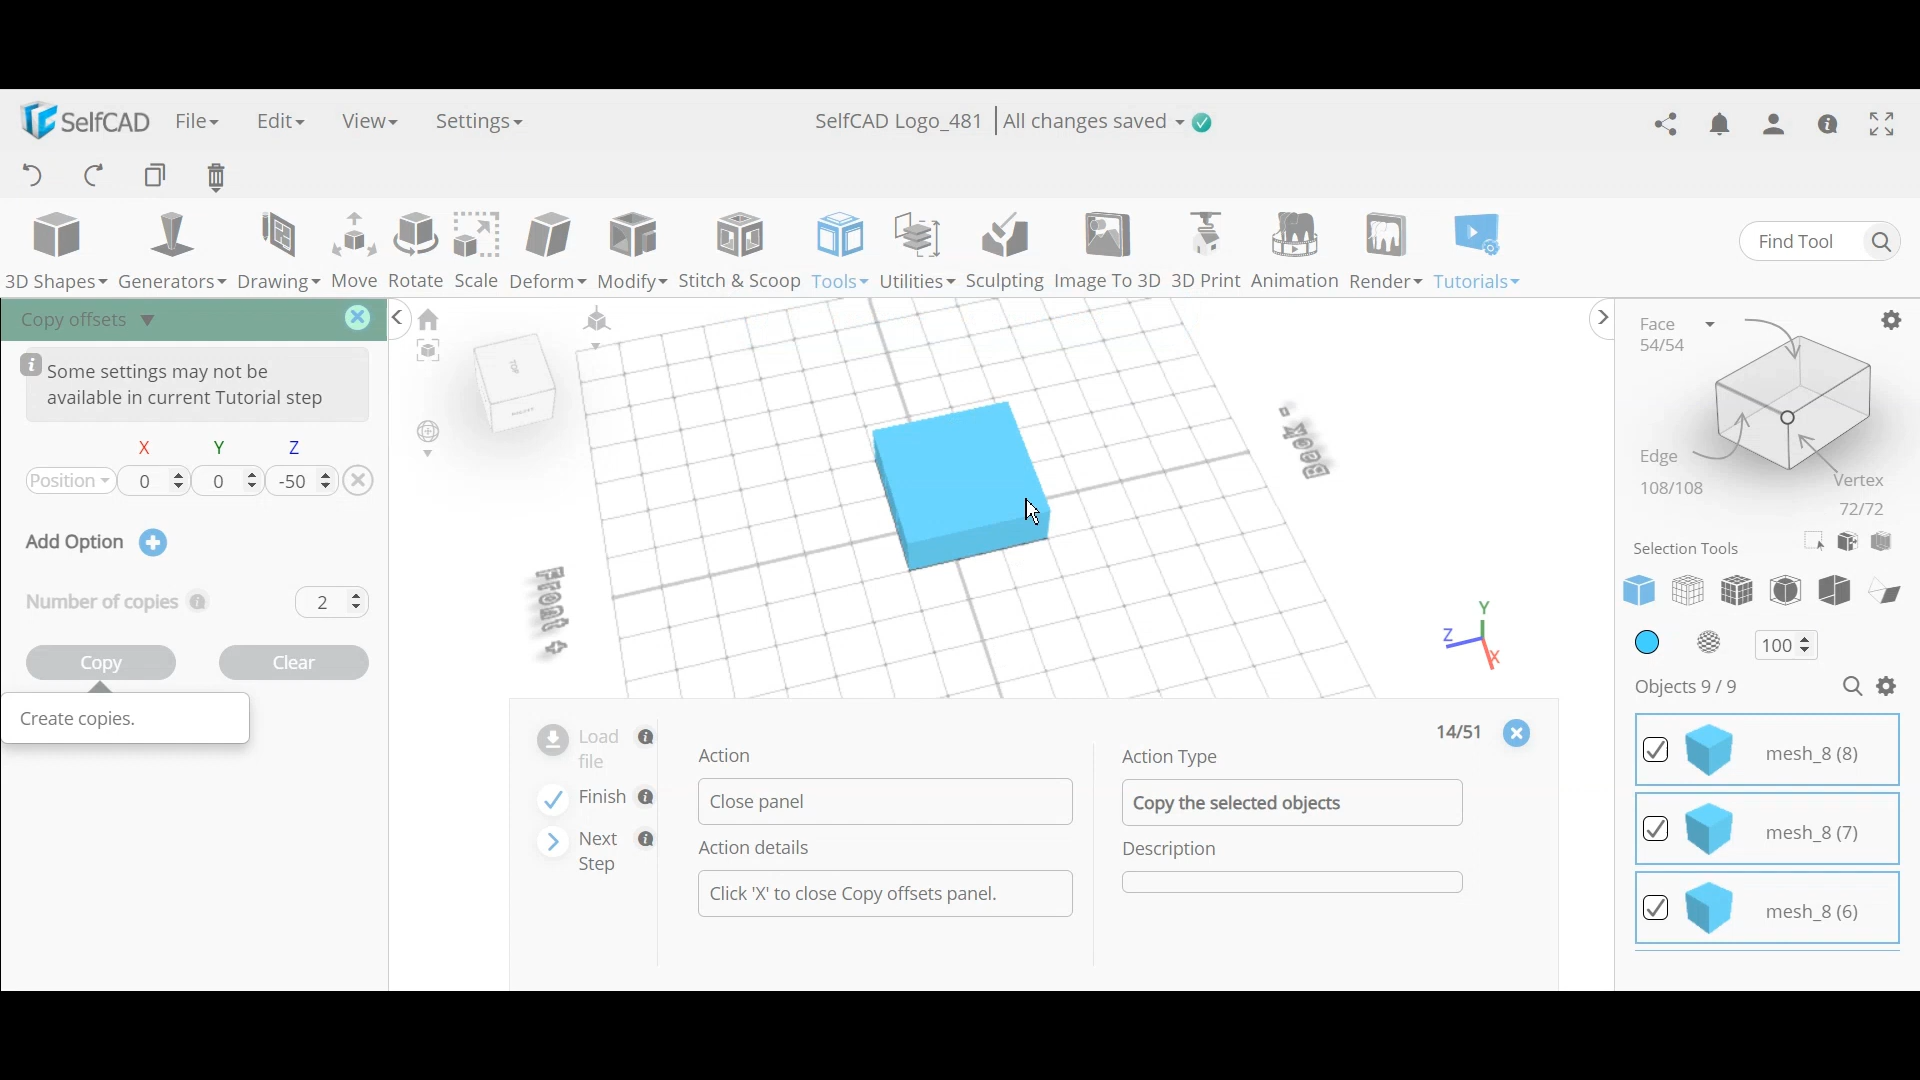 SelfCAD File Edit View Settings SelfCAD Logo_481 All changes saved
3D Shapes Generators Drawing Move Rotate Scale Deform Modify Stitch & Scoop Tools Utilities Sculpting Image To 3D 3D Print Animation Render Tutorials Find Tool
Copy offsets
Some settings may not be
available in current Tutorial step
X Y Z
Position 0 0 -50
Add Option
Number of copies 2
Copy Clear
Create copies.
TOP
Front
Back
Y
Z
X
Load
file
Finish
Next
Step
Action
Close panel
Action details
Click 'X' to close Copy offsets panel.
14/51
Action Type
Copy the selected objects
Description
Face
54/54
Edge
108/108
Vertex
72/72
Selection Tools
100
Objects 9 / 9
mesh_8 (8)
mesh_8 (7)
mesh_8 (6)